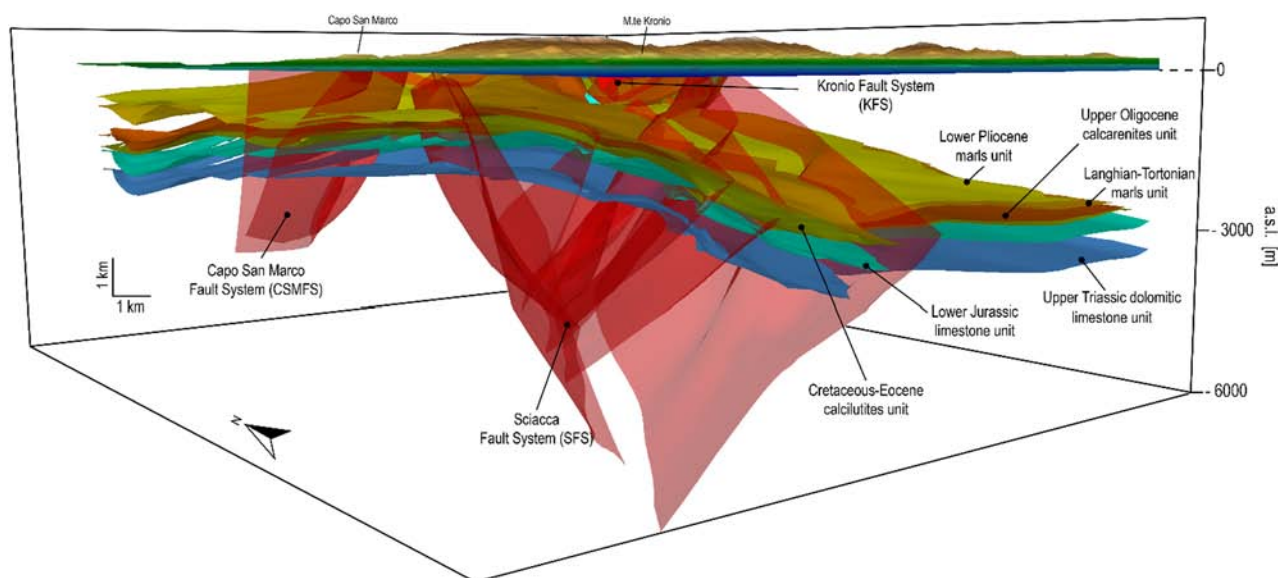 Capo San Marco
M.te Kronio
0
Kronio Fault System
(KFS)
Upper Oligocene
calcarenites unit
Lower Pliocene
marls unit
Langhian-Tortonian
marls unit
- 3000
a.s.l. [m]
Capo San Marco
Fault System (CSMFS)
1 km
1 km
Upper Triassic dolomitic
limestone unit
Lower Jurassic
limestone unit
Cretaceous-Eocene
calcilutites unit
-6000
Sciacca
Fault System (SFS)
N